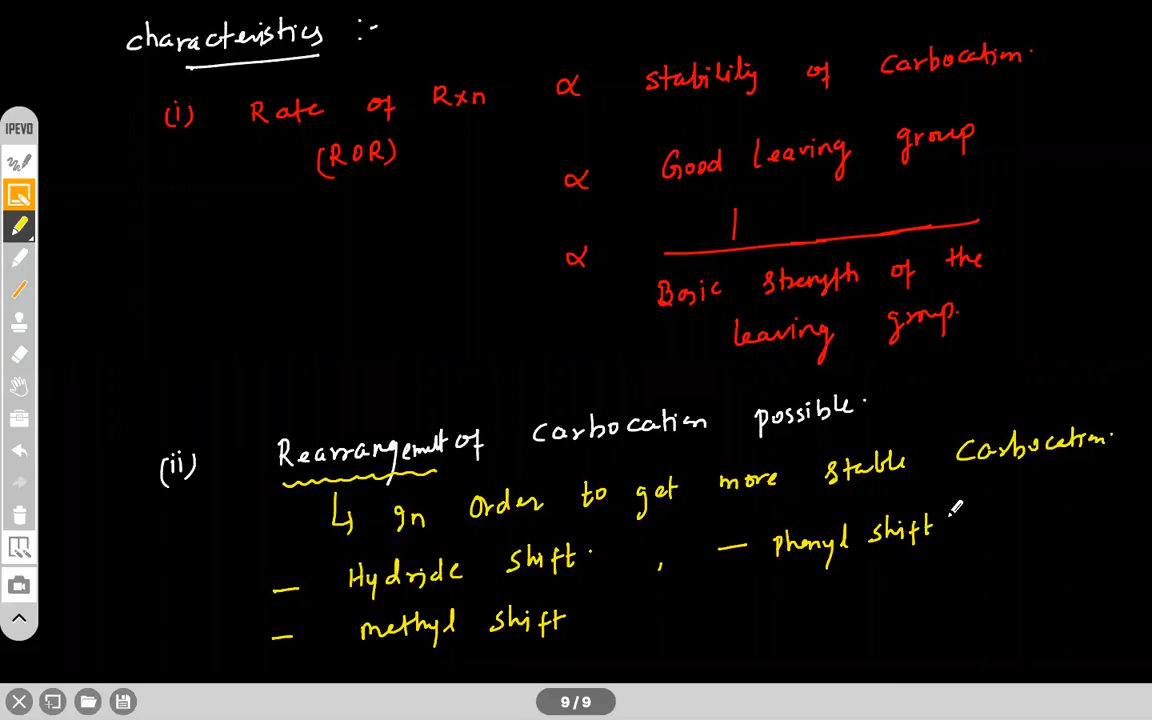 characteristics :-
(i) Rate of Rxn ∝ stability of carbocation.
(ROR)
∝ Good leaving group
∝ 1
Basic strength of the
leaving group.
(ii) Rearrangement of carbocation possible.
↳ In order to get more stable carbocation.
- Hydride shift. , - phenyl shift
- methyl shift
IPEVO
9/9